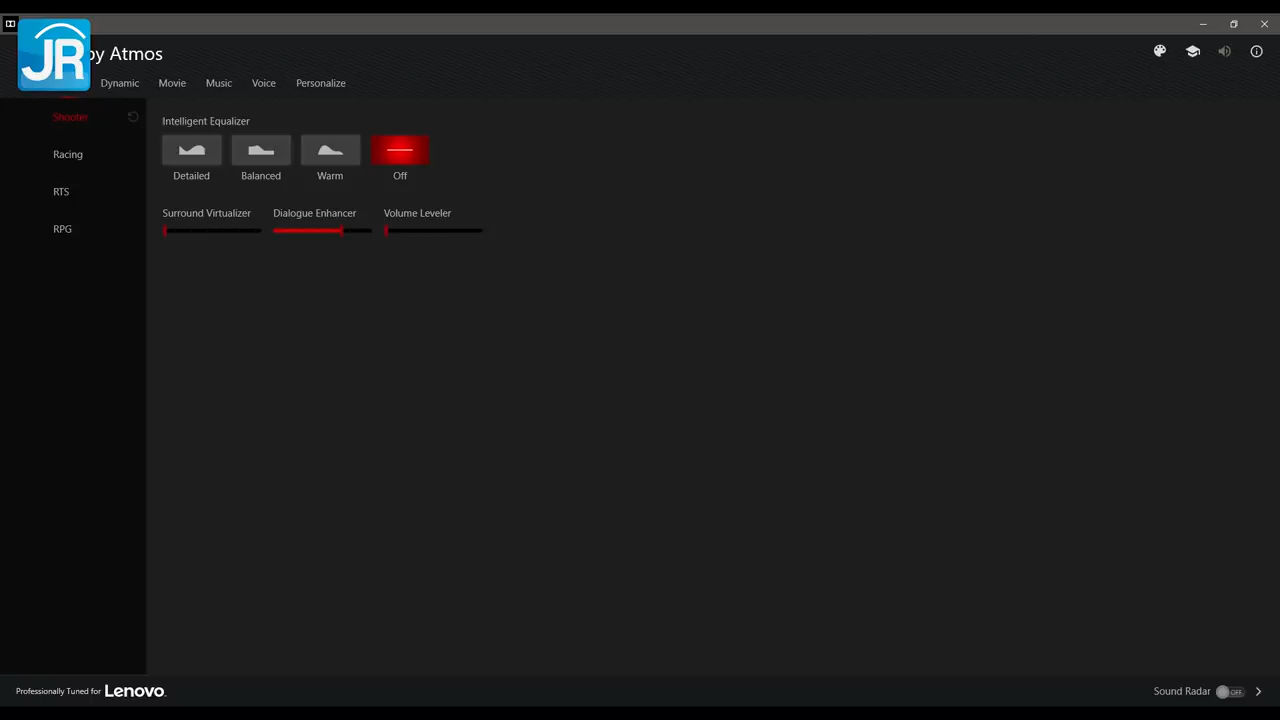 JR
by Atmos
Dynamic Movie Music Voice Personalize
Shooter
Racing
RTS
RPG
Intelligent Equalizer
Detailed Balanced Warm Off
Surround Virtualizer Dialogue Enhancer Volume Leveler
Professionally Tuned for Lenovo.
Sound Radar OFF